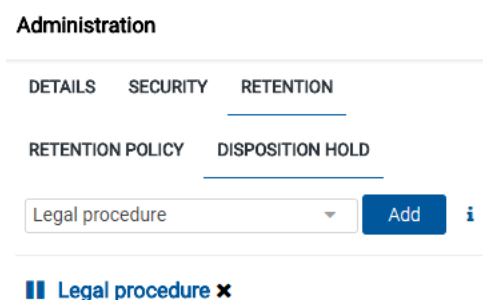 Administration
DETAILS SECURITY RETENTION
RETENTION POLICY DISPOSITION HOLD
Legal procedure Add i
Legal procedure